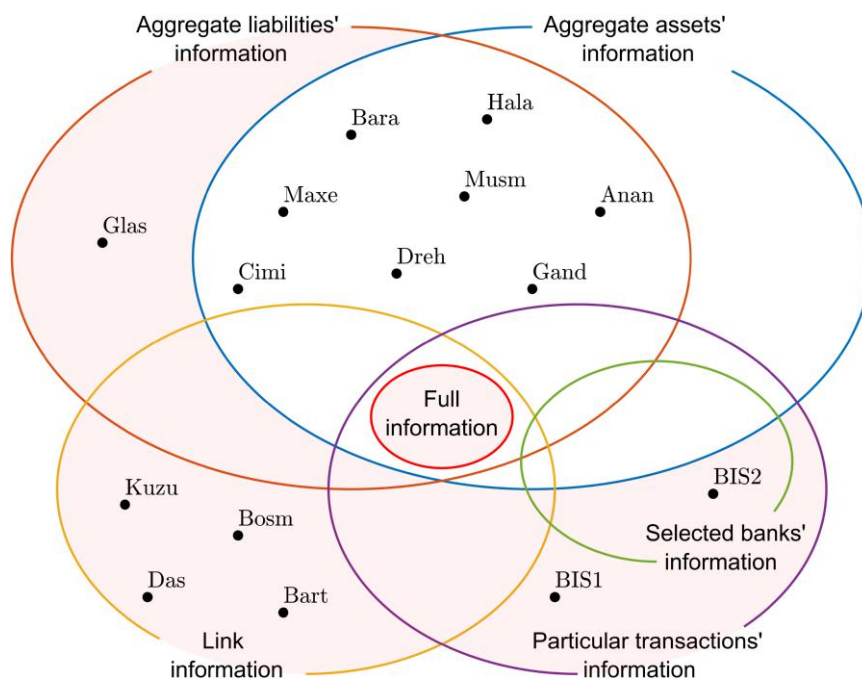 Aggregate liabilities'
information
Aggregate assets'
information
Hala
Bara
Musm
Maxe
Anan
Glas
Dreh
Cimi
Gand
Full
information
BIS2
Kuzu
Bosm
Selected banks'
information
Das
BIS1
Bart
Link
information
Particular transactions'
information